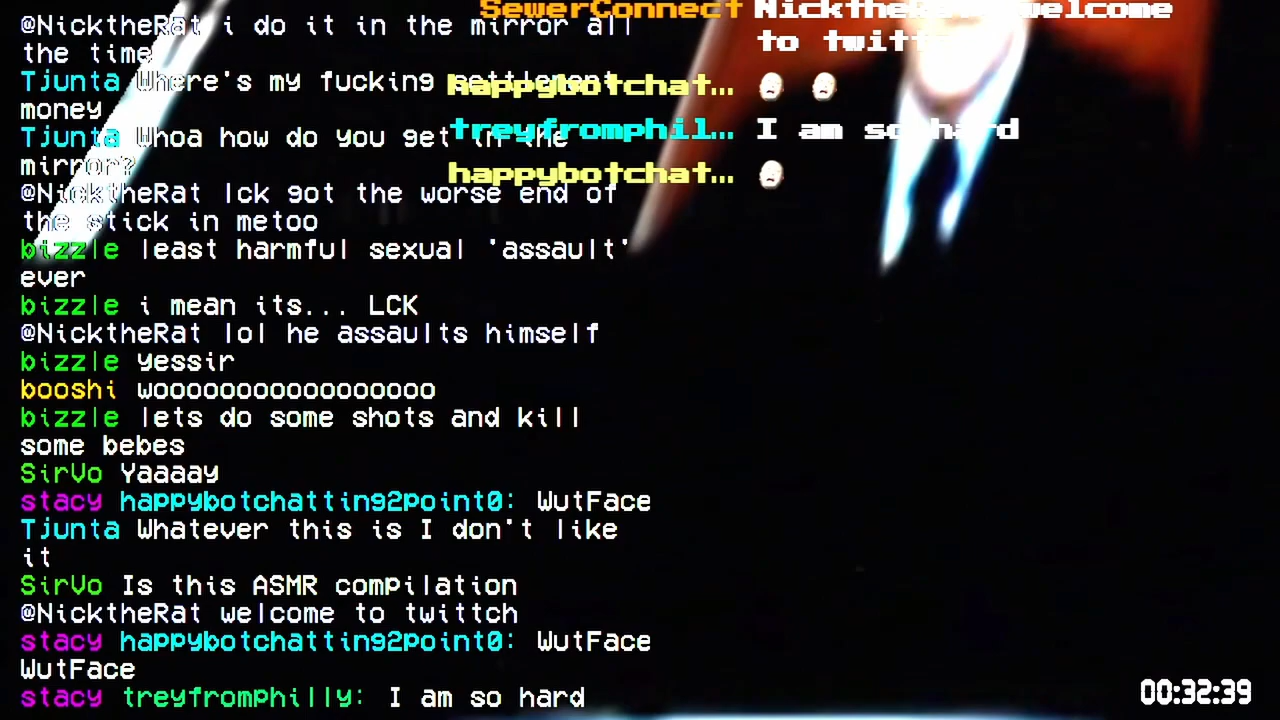 @NicktheRat i do it in the mirror all
the time
Tjunta Where's my fucking settlement
money
Tjunta Whoa how do you get in the
mirror?
@NicktheRat lck got the worse end of
the stick in metoo
bizzle least harmful sexual 'assault'
ever
bizzle i mean its... LCK
@NicktheRat lol he assaults himself
bizzle yessir
booshi wooooooooooooooooo
bizzle lets do some shots and kill
some bebes
SirVo Yaaaay
stacy happybotchatting2point0: WutFace
Tjunta Whatever this is I don't like
it
SirVo Is this ASMR compilation
@NicktheRat welcome to twittch
stacy happybotchatting2point0: WutFace
WutFace
stacy treyfromphilly: I am so hard
SewerConnect NicktheRat: welcome
to twittch
happybotchat...
treyfromphil... I am so hard
happybotchat...
00:32:39